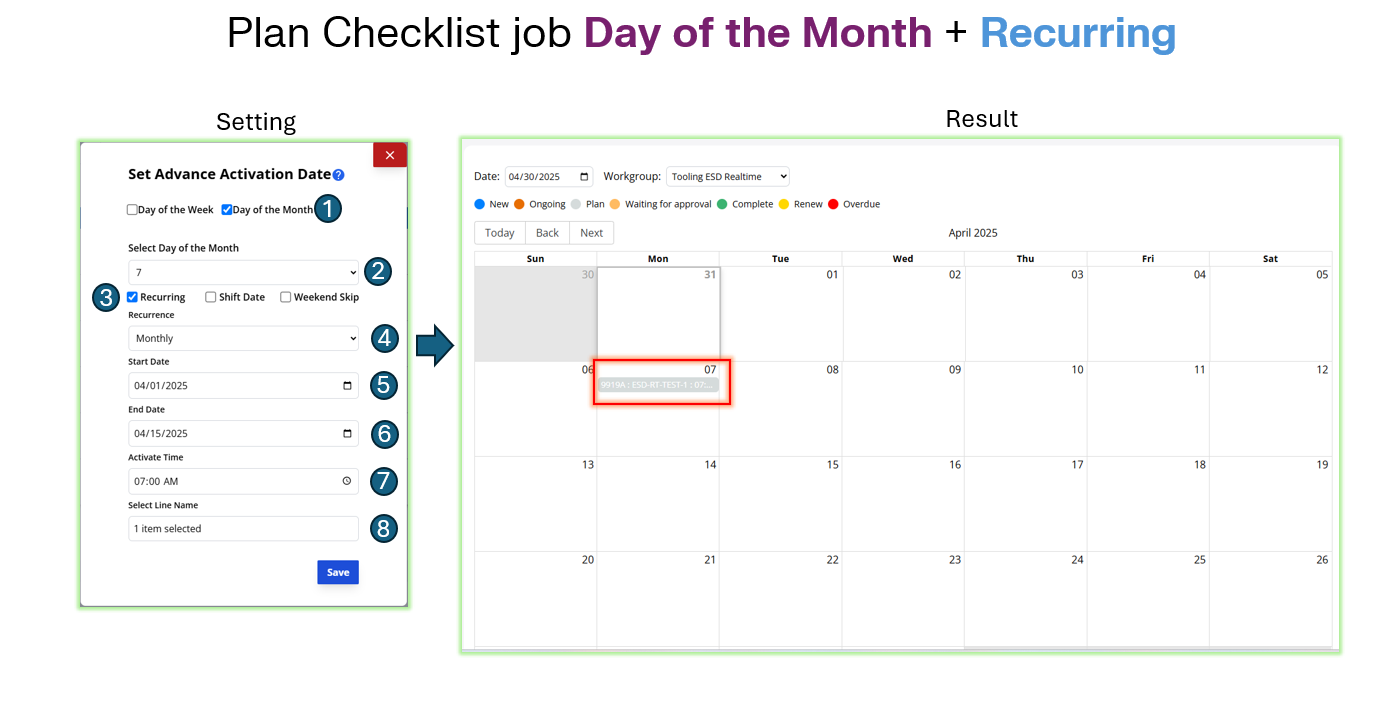 Plan Checklist job Day of the Month + Recurring
Setting
Result
Set Advance Activation Date ?
Day of the Week Day of the Month 1
Select Day of the Month
7 2
3 Recurring Shift Date Weekend Skip
Recurrence
Monthly 4
Start Date
04/01/2025 5
End Date
04/15/2025 6
Activate Time
07:00 AM 7
Select Line Name
1 item selected 8
Save
Date: 04/30/2025 Workgroup: Tooling ESD Realtime
New Ongoing Plan Waiting for approval Complete Renew Overdue
Today Back Next April 2025
Sun Mon Tue Wed Thu Fri Sat
30 31 01 02 03 04 05
06 07 08 09 10 11 12
9919A : ESD-RT-TEST-1 : 07:...
13 14 15 16 17 18 19
20 21 22 23 24 25 26